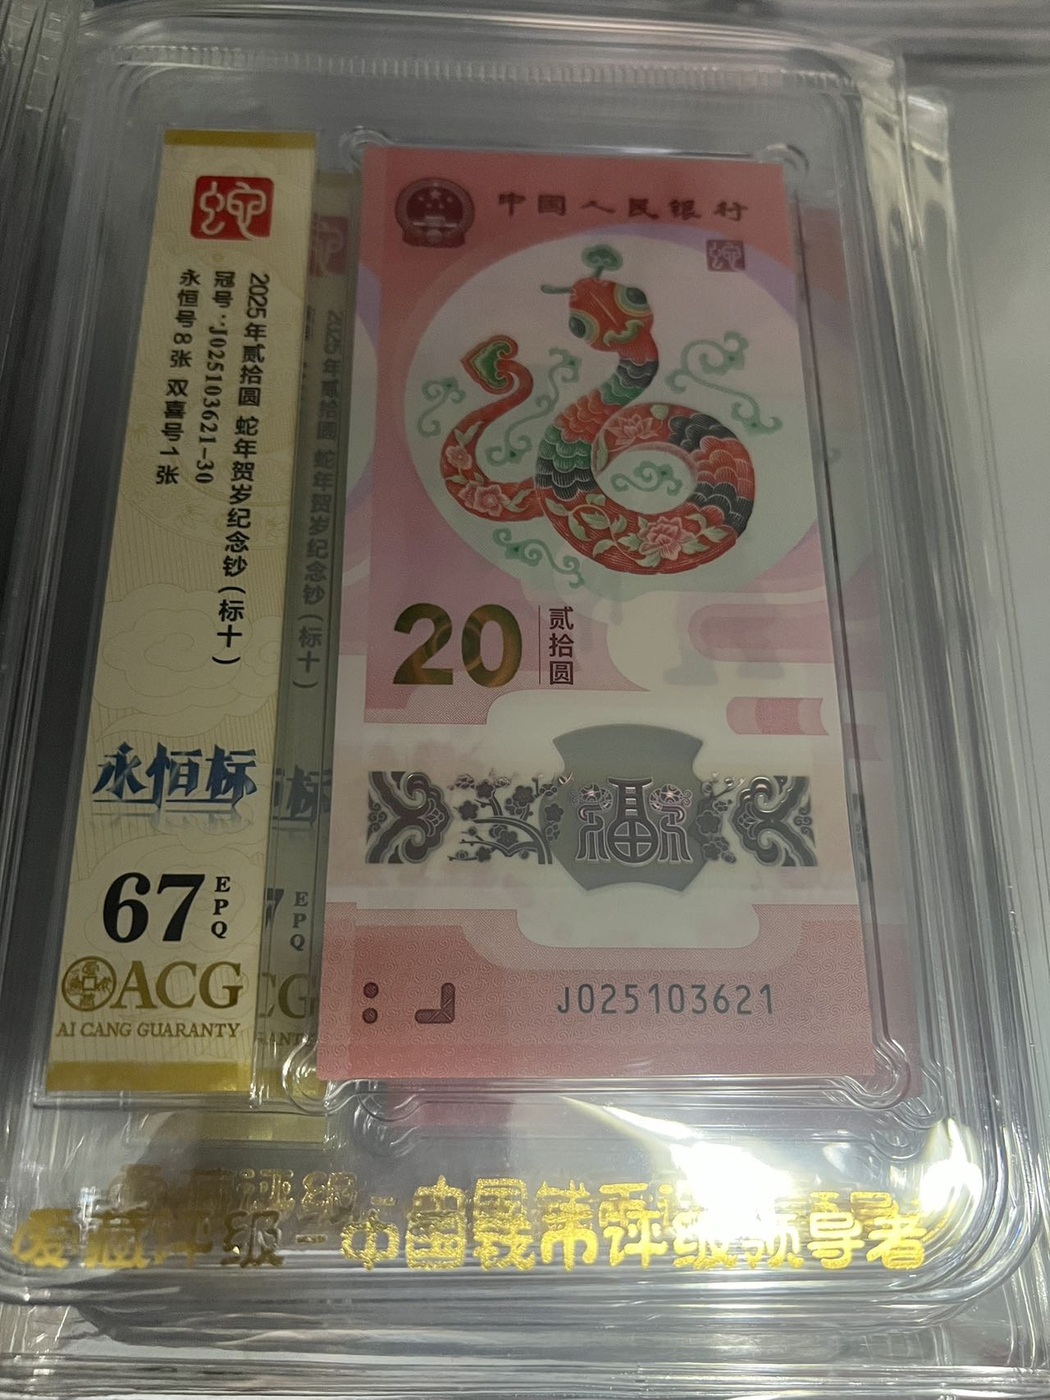 蛇
2025年贰拾圆 蛇年贺岁纪念钞(标十)
冠号:J025103621-30
永恒号8张 双喜号1张
永恒标
67
EPQ
ACG
AI CANG GUARANTY
中国人民银行
蛇
20
贰拾圆
福
J025103621
爱藏评级-中国钱币评级领导者